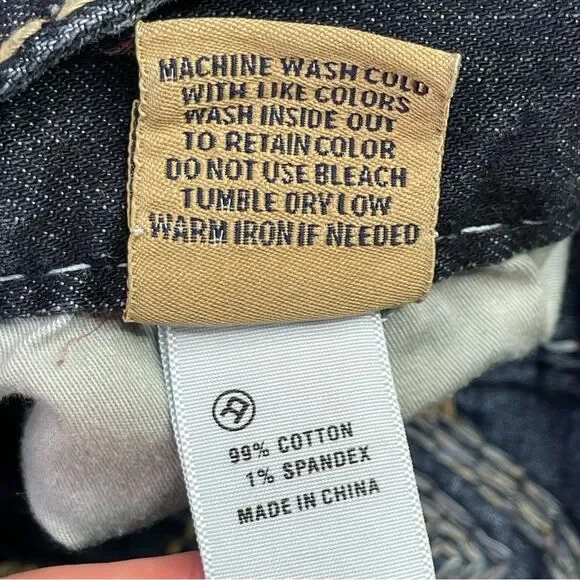 MACHINE WASH COLD
WITH LIKE COLORS
WASH INSIDE OUT
TO RETAIN COLOR
DO NOT USE BLEACH
TUMBLE DRY LOW
WARM IRON IF NEEDED
99% COTTON
1% SPANDEX
MADE IN CHINA